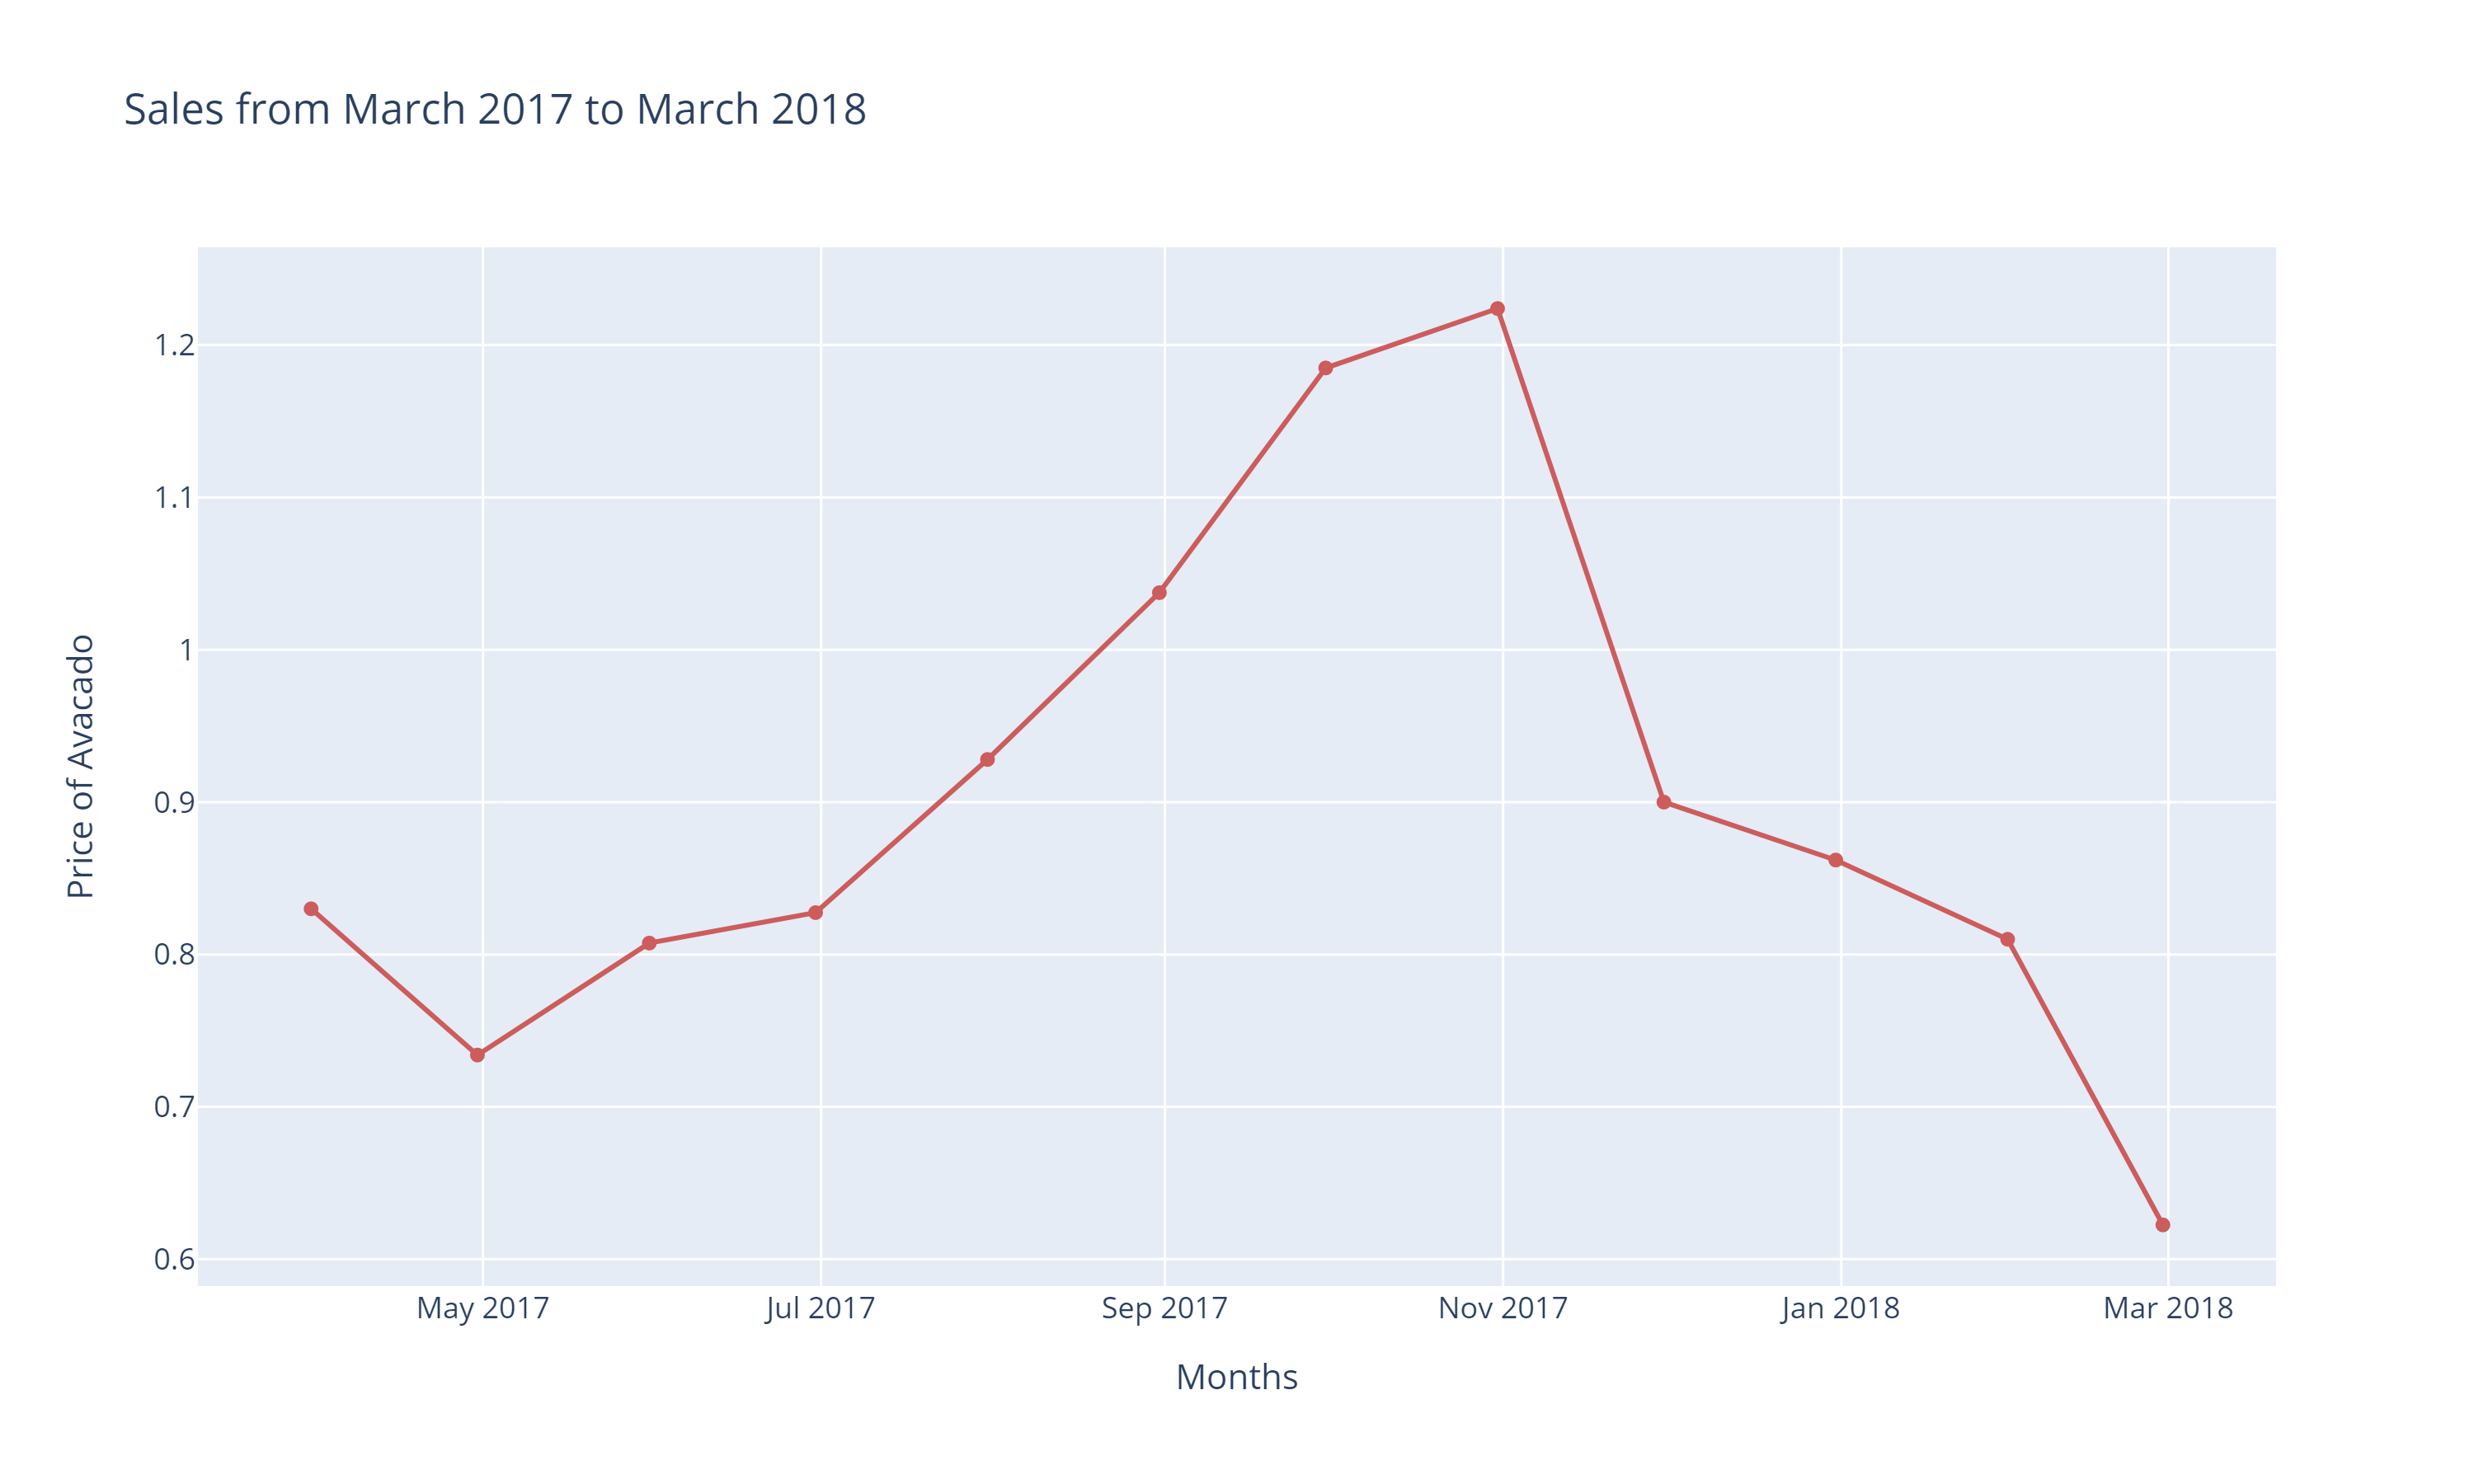 Sales from March 2017 to March 2018
Price of Avacado
1.2
1.1
1
0.9
0.8
0.7
0.6
May 2017
Jul 2017
Sep 2017
Nov 2017
Jan 2018
Mar 2018
Months